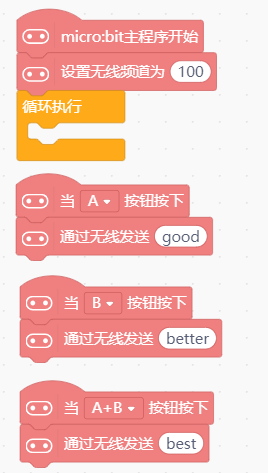 micro:bit主程序开始
设置无线频道为 100
循环执行
当 A 按钮按下
通过无线发送 good
当 B 按钮按下
通过无线发送 better
当 A+B 按钮按下
通过无线发送 best